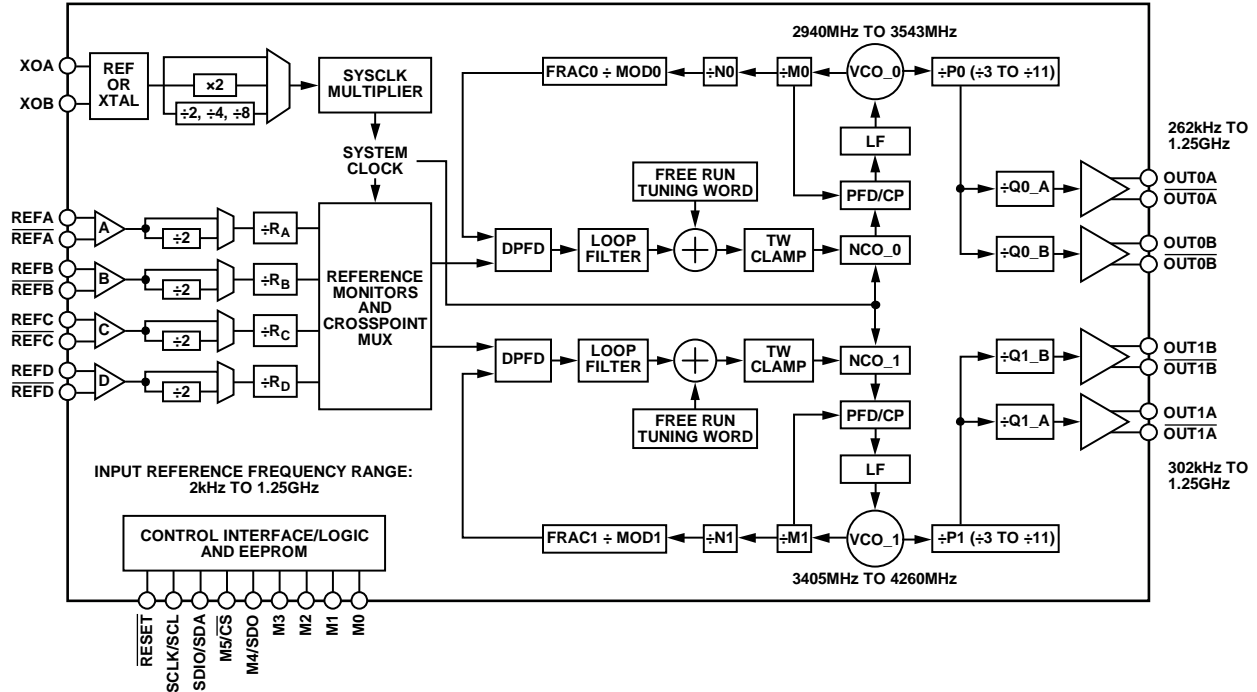 2940MHz TO 3543MHz
XOA
XOB
REF
OR
XTAL
×2
÷2, ÷4, ÷8
SYSCLK
MULTIPLIER
SYSTEM
CLOCK
FRAC0 ÷ MOD0
÷N0
÷M0
VCO_0
÷P0 (÷3 TO ÷11)
LF
PFD/CP
262kHz TO
1.25GHz
FREE RUN
TUNING WORD
DPFD
LOOP
FILTER
+
TW
CLAMP
NCO_0
÷Q0_A
OUT0A
OUT0A
÷Q0_B
OUT0B
OUT0B
REFA
REFA
A
÷2
÷RA
REFB
REFB
B
÷2
÷RB
REFC
REFC
C
÷2
÷RC
REFD
REFD
D
÷2
÷RD
REFERENCE
MONITORS
AND
CROSSPOINT
MUX
DPFD
LOOP
FILTER
+
TW
CLAMP
NCO_1
FREE RUN
TUNING WORD
PFD/CP
LF
÷Q1_B
OUT1B
OUT1B
÷Q1_A
OUT1A
OUT1A
302kHz TO
1.25GHz
FRAC1 ÷ MOD1
÷N1
÷M1
VCO_1
÷P1 (÷3 TO ÷11)
3405MHz TO 4260MHz
INPUT REFERENCE FREQUENCY RANGE:
2kHz TO 1.25GHz
CONTROL INTERFACE/LOGIC
AND EEPROM
RESET
SCLK/SCL
SDIO/SDA
M5/CS
M4/SDO
M3
M2
M1
M0